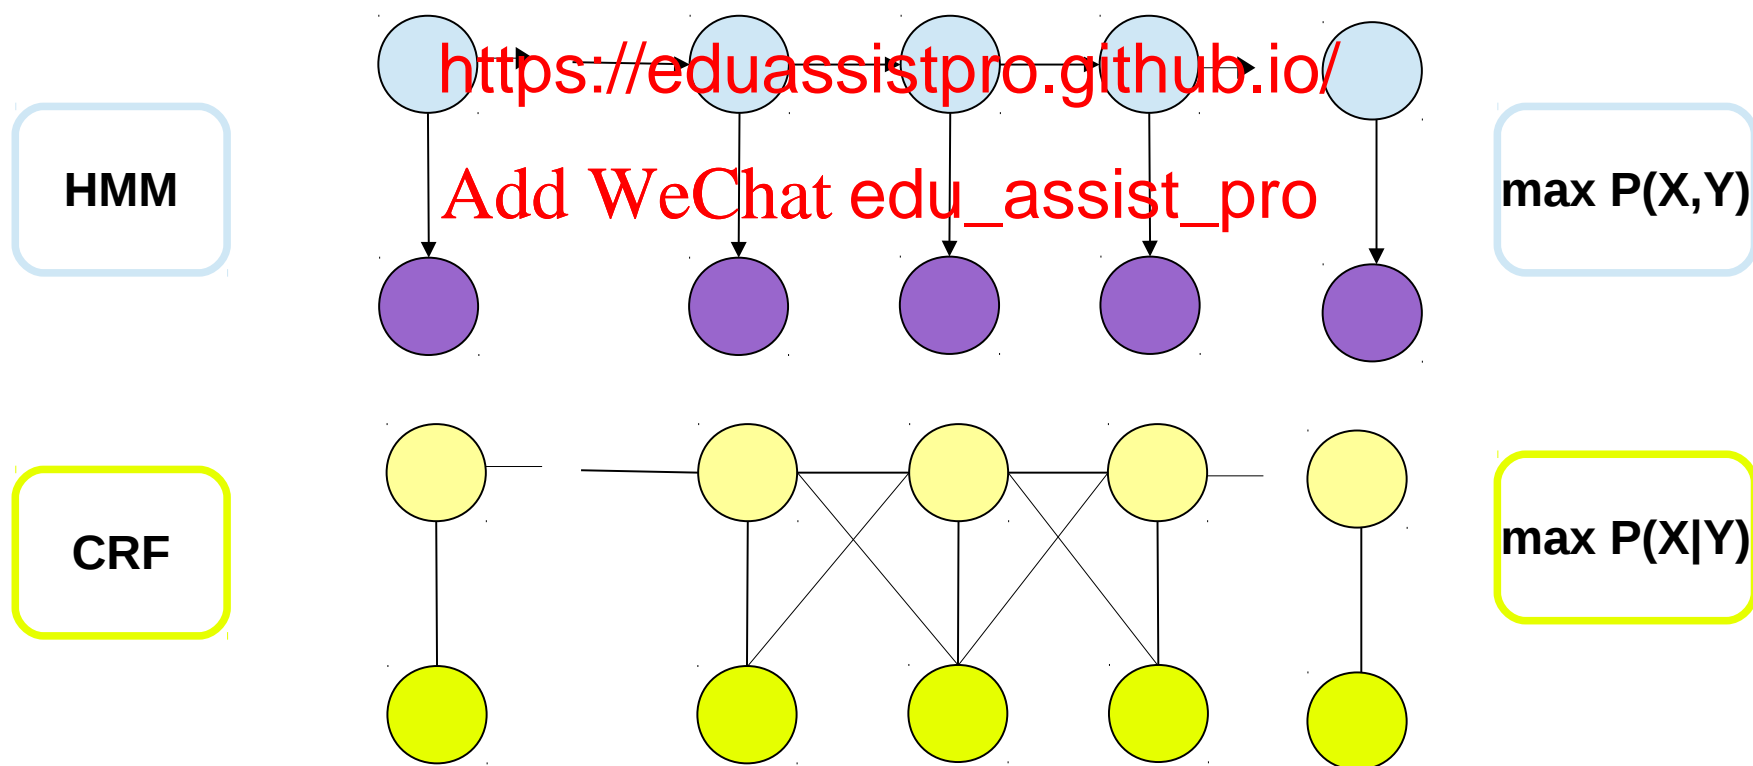 https://eduassistpro.github.io/
HMM
max P(X,Y)
Add WeChat edu_assist_pro
CRF
max P(X|Y)